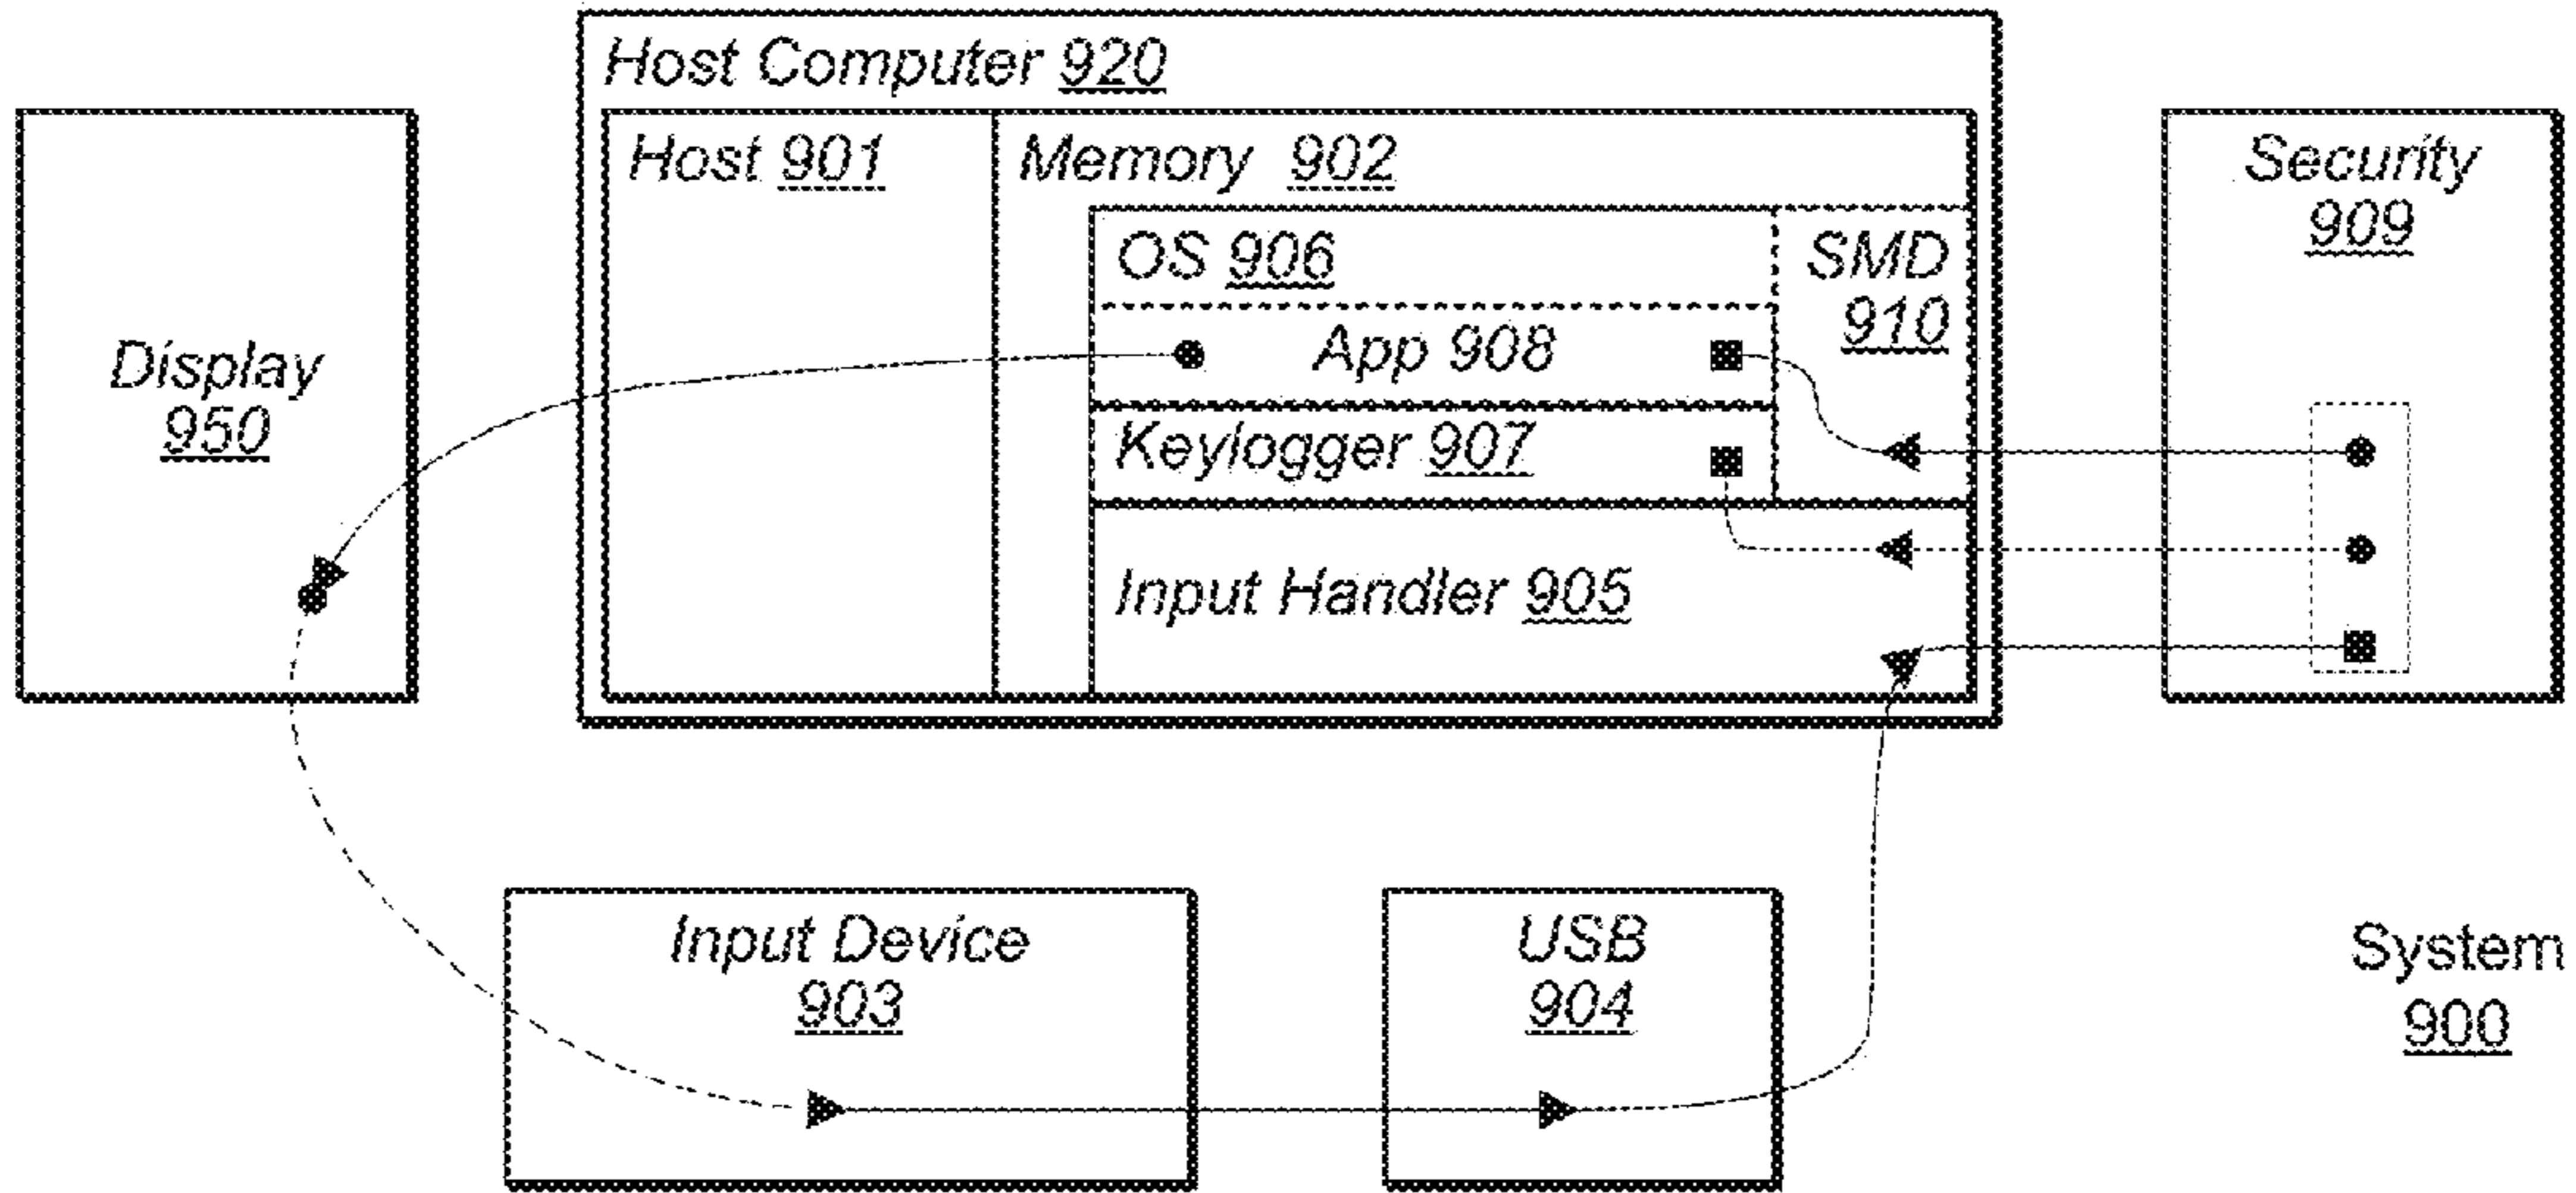 Host Computer 920
Host 901
Memory 902
Security
909
OS 906
SMD
910
App 908
Display
950
Keylogger 907
Input Handler 905
Input Device
903
USB
904
System
900